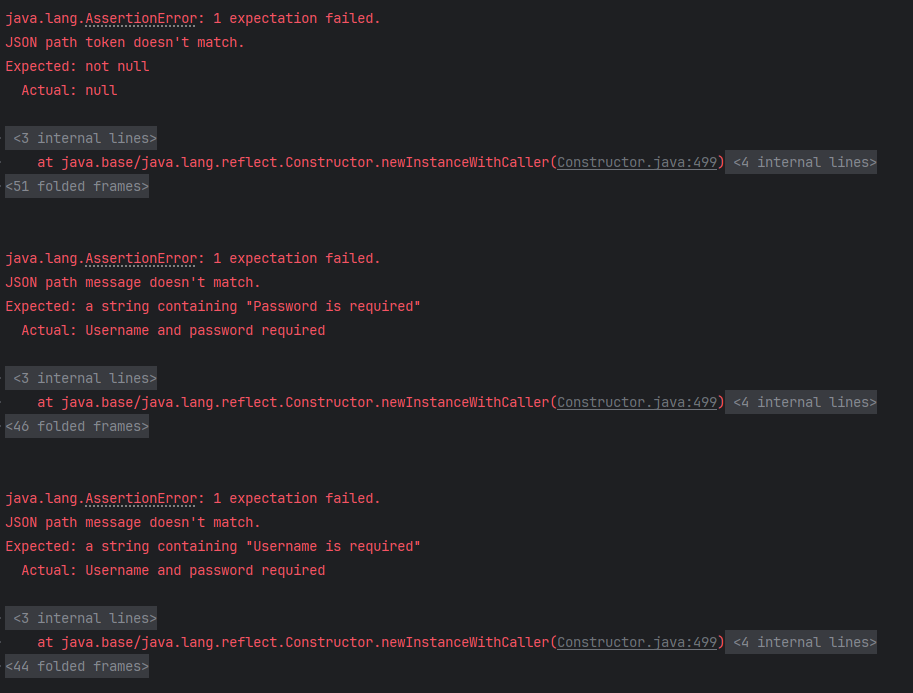 java.lang.AssertionError: 1 expectation failed.
JSON path token doesn't match.
Expected: not null
  Actual: null
<3 internal lines>
at java.base/java.lang.reflect.Constructor.newInstanceWithCaller(Constructor.java:499) <4 internal lines>
<51 folded frames>
java.lang.AssertionError: 1 expectation failed.
JSON path message doesn't match.
Expected: a string containing "Password is required"
  Actual: Username and password required
<3 internal lines>
at java.base/java.lang.reflect.Constructor.newInstanceWithCaller(Constructor.java:499) <4 internal lines>
<46 folded frames>
java.lang.AssertionError: 1 expectation failed.
JSON path message doesn't match.
Expected: a string containing "Username is required"
  Actual: Username and password required
<3 internal lines>
at java.base/java.lang.reflect.Constructor.newInstanceWithCaller(Constructor.java:499) <4 internal lines>
<44 folded frames>